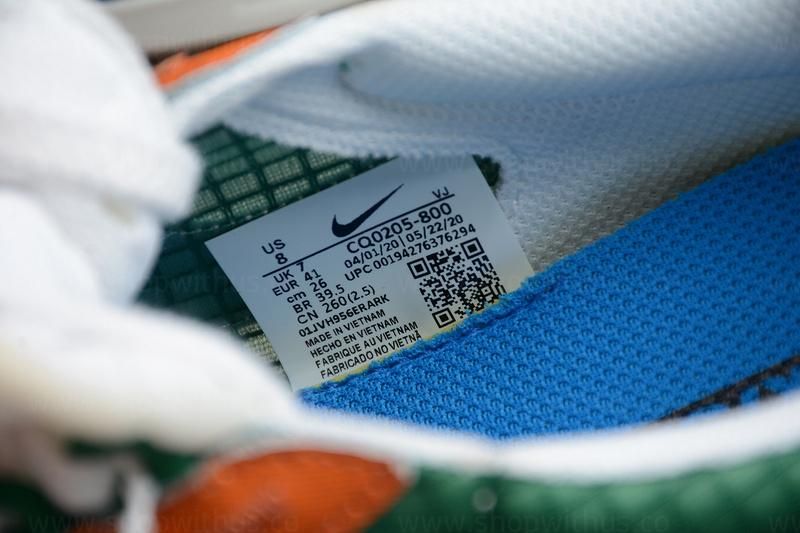 VJ
US
8
CQ0205-800
UK 7
04/01/20 | 05/22/20
EUR 41
UPC 00194276376294
cm 26
BR 39.5
CN 260(2.5)
01JVH956ERARK
MADE IN VIETNAM
HECHO EN VIETNAM
FABRIQUE AU VIETNAM
FABRICADO NO VIETNÃ
www.shopwithus.co